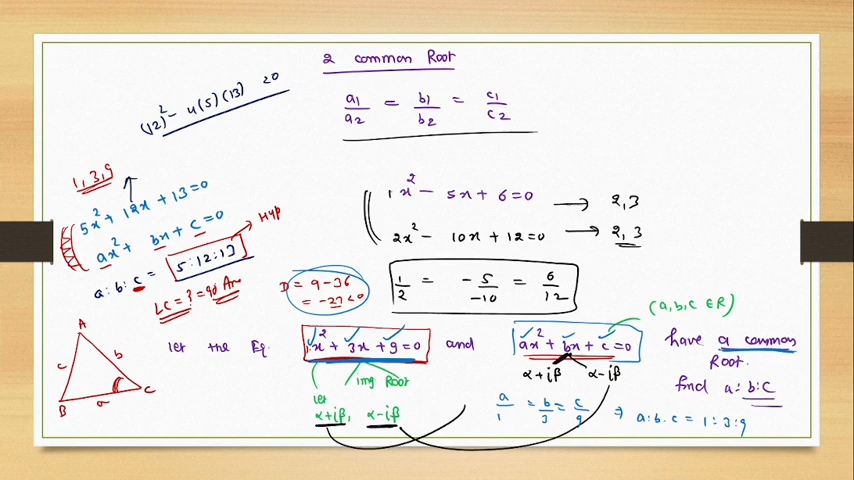 2 common Root
a1/a2 = b1/b2 = c1/c2
(12)² - 4(5)(13) <0
1,3,9
5x² + 12x + 13 = 0
ax² + bx + c = 0
a:b:c = 5:12:13
Hyp
LC = ? = 90 Ans
1x² - 5x + 6 = 0 → 2,3
2x² - 10x + 12 = 0 → 2,3
1/2 = -5/-10 = 6/12
D = 9-36
= -27 <0
(a,b,c ∈ R)
let the Eq. 1x² + 3x + 9 = 0 and ax² + bx + c = 0 have a common
Root.
find a:b:c
img Root
let
α+iβ, α-iβ
α+iβ α-iβ
a/1 = b/3 = c/9 ⇒ a:b:c = 1:3:9
A
c b
B a C